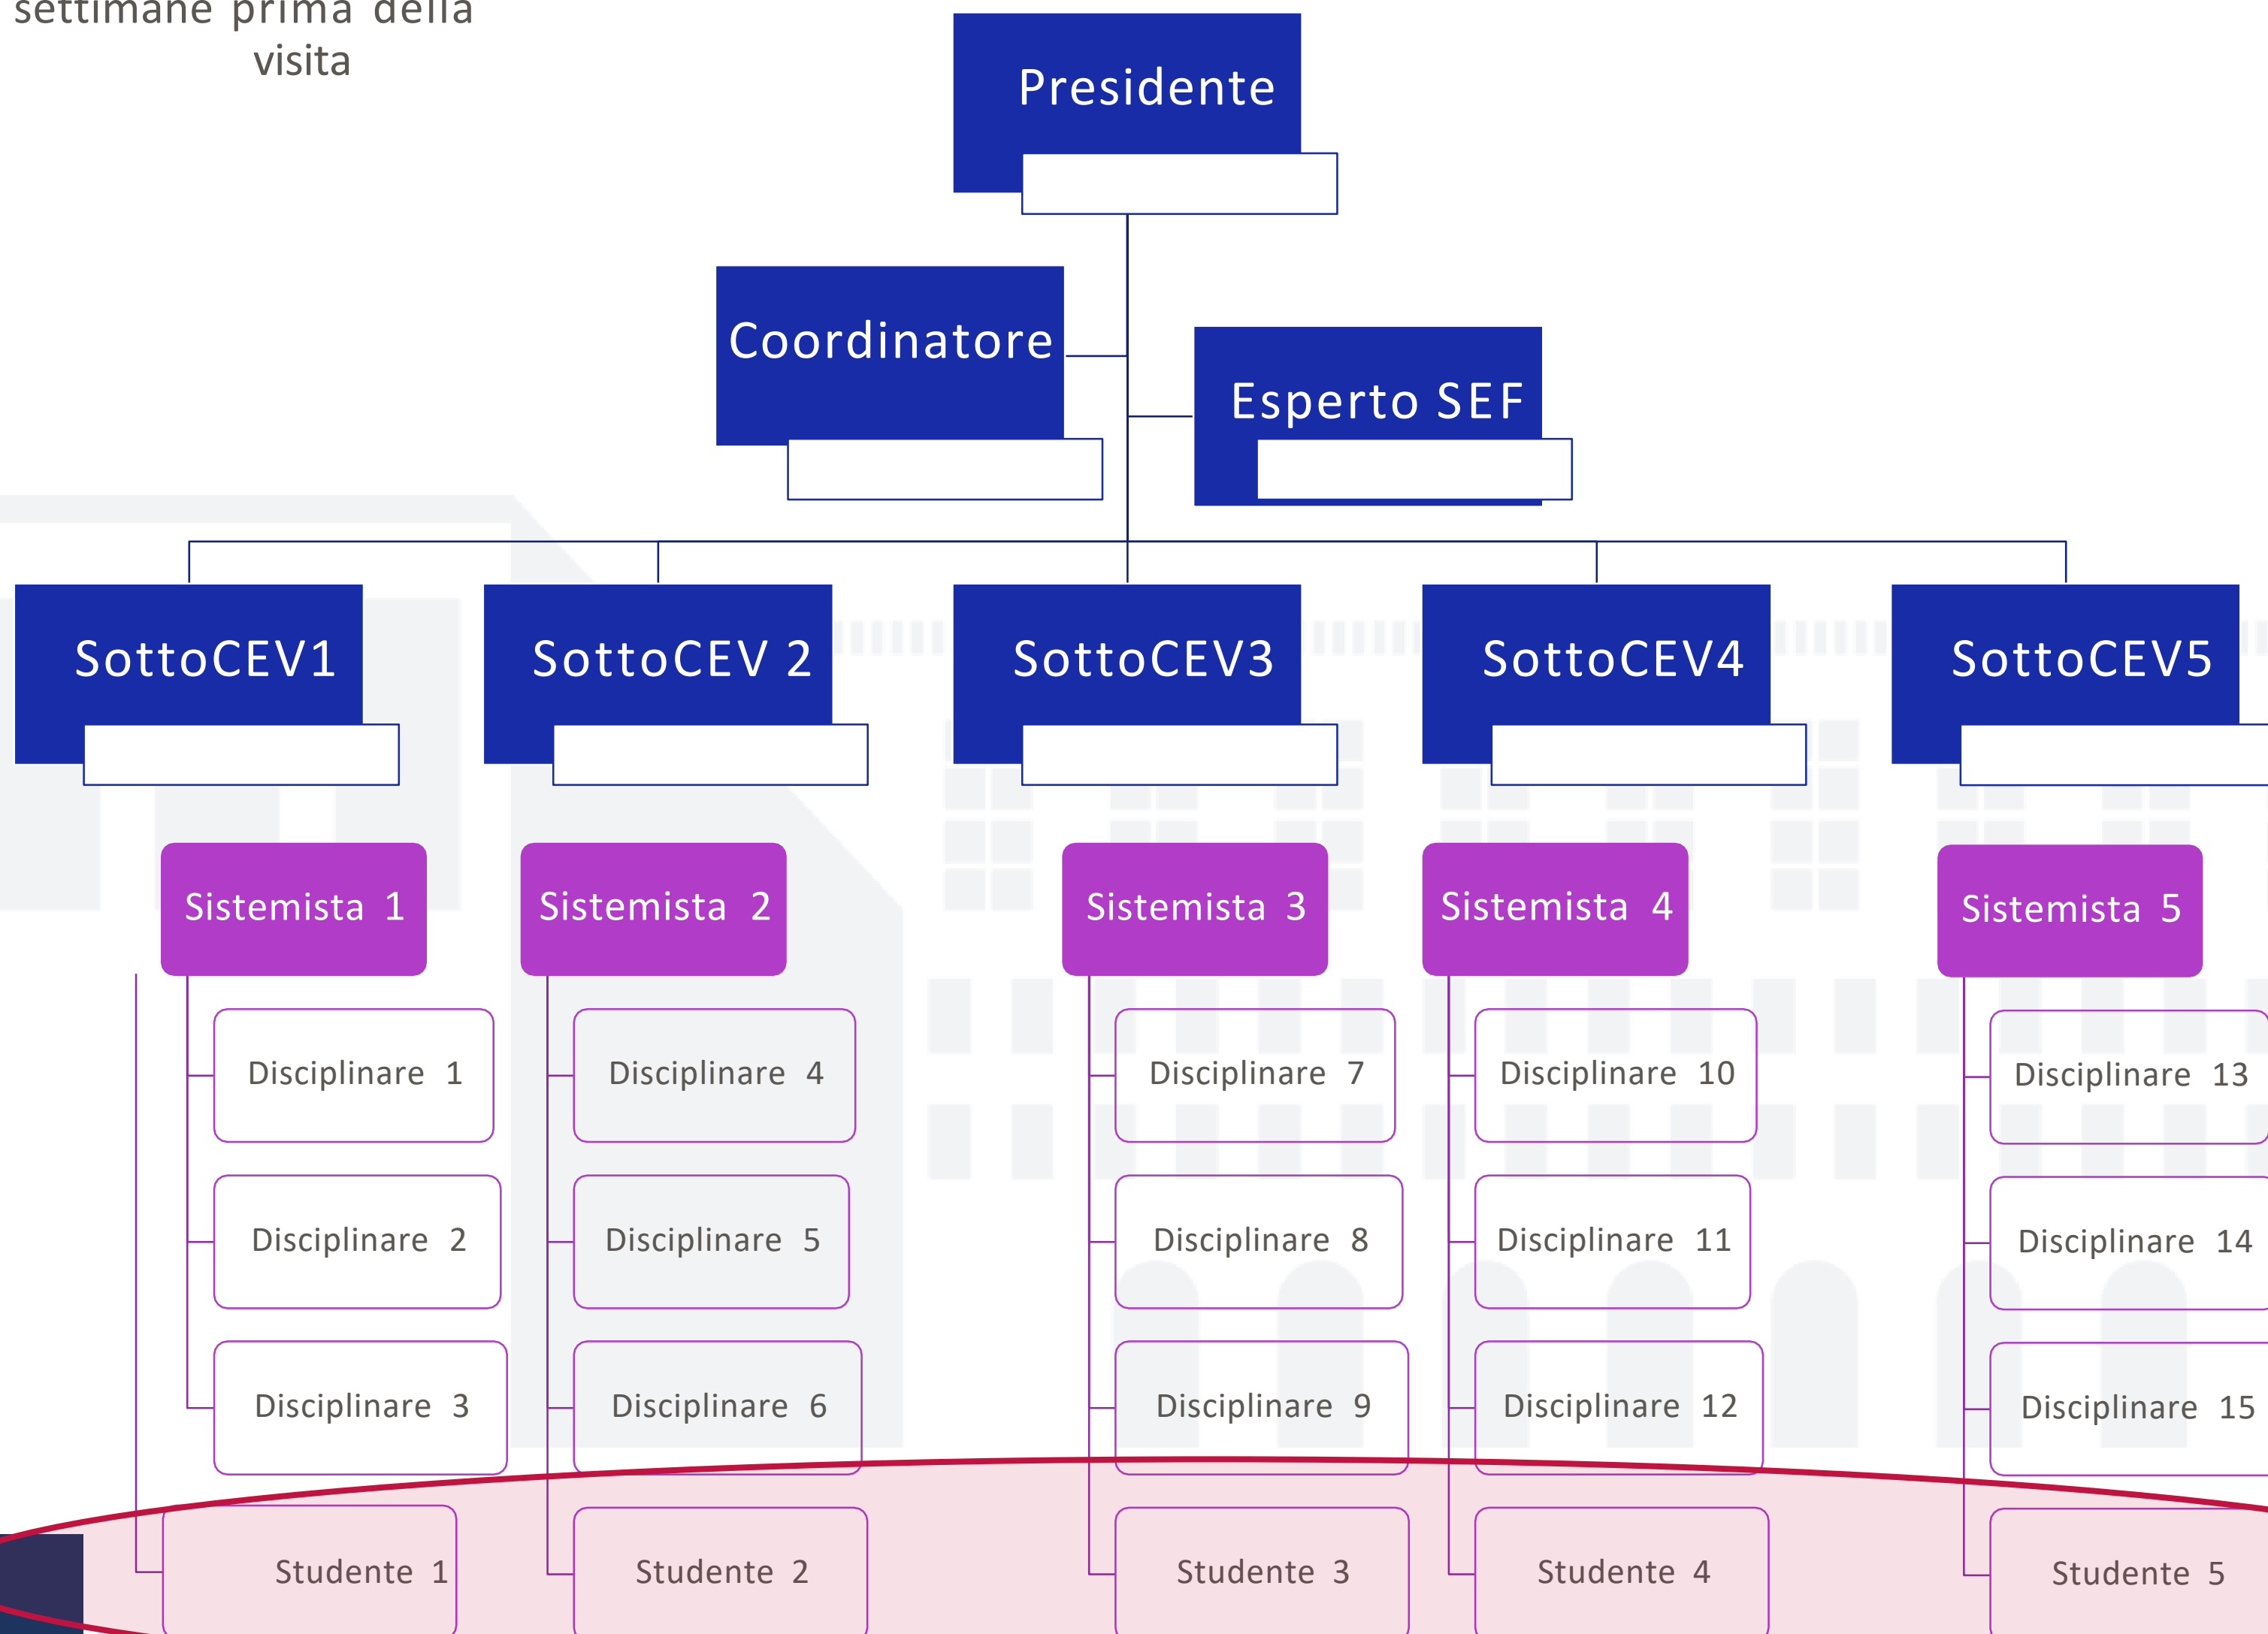 settimane prima della
visita
Presidente
Coordinatore
Esperto SEF
SottoCEV1
SottoCEV 2
SottoCEV3
SottoCEV4
SottoCEV5
Sistemista 1
Sistemista 2
Sistemista 3
Sistemista 4
Sistemista 5
Disciplinare 1
Disciplinare 4
Disciplinare 7
Disciplinare 10
Disciplinare 13
Disciplinare 2
Disciplinare 5
Disciplinare 8
Disciplinare 11
Disciplinare 14
Disciplinare 3
Disciplinare 6
Disciplinare 9
Disciplinare 12
Disciplinare 15
Studente 1
Studente 2
Studente 3
Studente 4
Studente 5